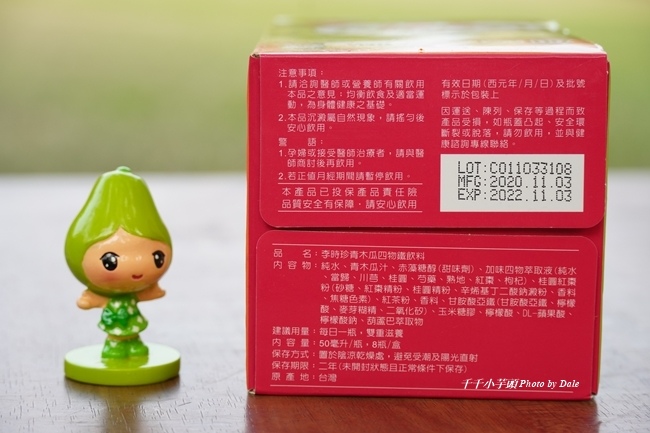 注意事項：
1.請洽詢醫師或營養師有關飲用
本品之意見；均衡飲食及適當運
動，為身體健康之基礎。
2.本品沉澱屬自然現象，請搖勻後
安心飲用。
警 語：
1.孕婦或接受醫師治療者，請與醫
師商討後再飲用。
2.若正值月經期間請暫停飲用。
本產品已投保產品責任險
品質安全有保障，請安心飲用
有效日期(西元年/月/日)及批號
標示於包裝上
因運送、陳列、保存等過程而致
產品受損，如瓶蓋凸起、安全環
斷裂或脫落，請勿飲用，並與健
康諮詢專線聯絡。
LOT:C011033108
MFG:2020.11.03
EXP:2022.11.03
品 名：李時珍青木瓜四物鐵飲料
內 容 物：純水、青木瓜汁、赤藻糖醇(甜味劑)、加味四物萃取液(純水
、當歸、川芎、桂圓、芍藥、熟地、紅棗、枸杞)、桂圓紅棗
粉(砂糖、紅棗精粉、桂圓精粉、辛烯基丁二酸鈉澱粉、香料
、焦糖色素)、紅茶粉、香料、甘胺酸亞鐵(甘胺酸亞鐵、檸檬
酸、麥芽糊精、二氧化矽)、玉米糖膠、檸檬酸、DL-蘋果酸、
檸檬酸鈉、葫蘆巴萃取物
建議用量：每日一瓶，雙重滋養
內 容 量：50毫升/瓶，8瓶/盒
保存方式：置於陰涼乾燥處，避免受潮及陽光直射
保存期限：二年(未開封狀態且正常條件下保存)
原 產 地：台灣
千千小芊頭 Photo by Dale